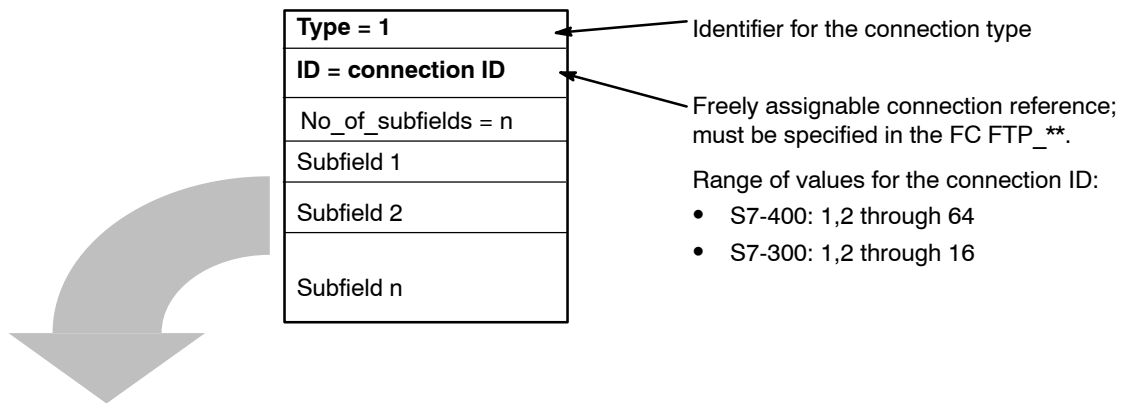 Type = 1
ID = connection ID
No_of_subfields = n
Subfield 1
Subfield 2
Subfield n
Identifier for the connection type
Freely assignable connection reference;
must be specified in the FC FTP_**.
Range of values for the connection ID:
• S7-400: 1,2 through 64
• S7-300: 1,2 through 16